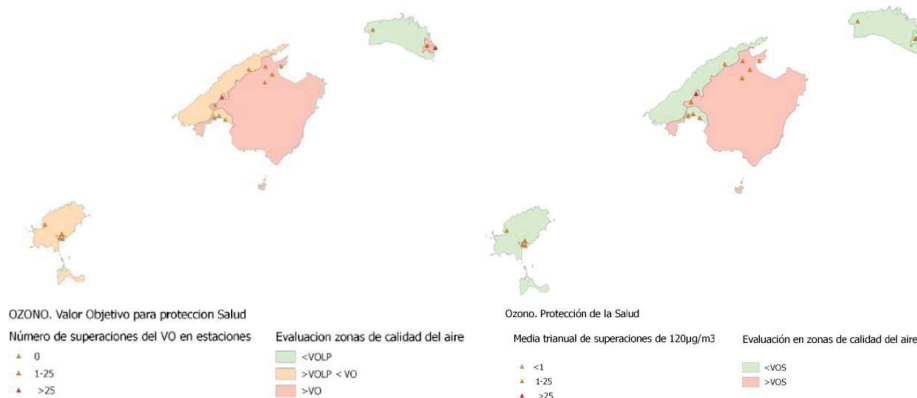 OZONO. Valor Objetivo para proteccion Salud
Número de superaciones del VO en estaciones
0
1-25
>25
Evaluacion zonas de calidad del aire
<VOLP
>VOLP < VO
>VO
Ozono. Protección de la Salud
Media trianual de superaciones de 120µg/m3
<1
1-25
>25
Evaluación en zonas de calidad del aire
<VOS
>VOS